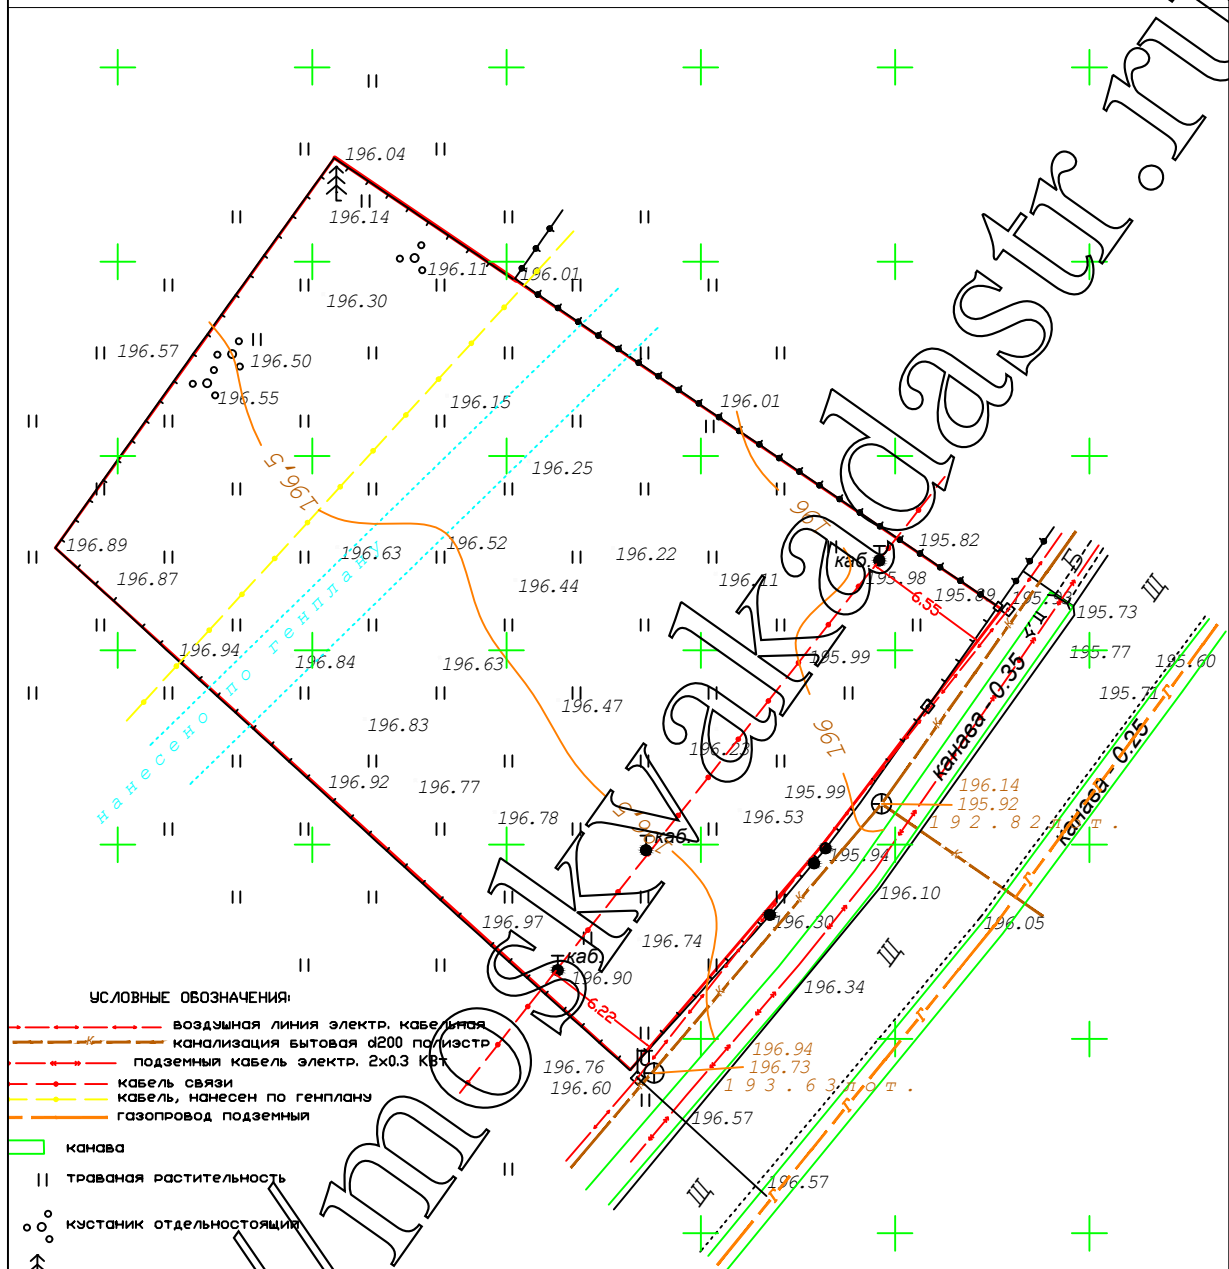 196.04
196.14
196.11
196.01
196.30
196.57
196.50
196.55
196.15
196.01
196.25
196,5
196
196.89
196.87
196.63
196.52
196.44
196.22
196.11
каб.
195.98
195.82
195.89
6.55
Б
Щ
195.73
195.77
195.60
195.71
196.94
196.84
196.63
195.99
196.47
196.83
196.23
196
нанесено по генплану
канава - 0.35
канава - 0.25
196.92
196.77
196.78
195.99
196.53
196.14
195.92
каб.
195.94
196.10
196.05
196.97
196.74
196.30
каб.
196.90
6.22
196.34
Щ
196.76
196.60
196.94
196.73
196.57
196.57
Щ
УСЛОВНЫЕ ОБОЗНАЧЕНИЯ:
ВОЗДУШНАЯ ЛИНИЯ ЭЛЕКТР. КАБЕЛЬНАЯ
КАНАЛИЗАЦИЯ БЫТОВАЯ d200 ПОЛИЭСТР
ПОДЗЕМНЫЙ КАБЕЛЬ ЭЛЕКТР. 2x0.3 КВт
КАБЕЛЬ СВЯЗИ
КАБЕЛЬ, НАНЕСЕН ПО ГЕНПЛАНУ
ГАЗОПРОВОД ПОДЗЕМНЫЙ
КАНАВА
ТРАВАНАЯ РАСТИТЕЛЬНОСТЬ
КУСТАНИК ОТДЕЛЬНОСТОЯЩИЙ
//moskvakadastr.ru